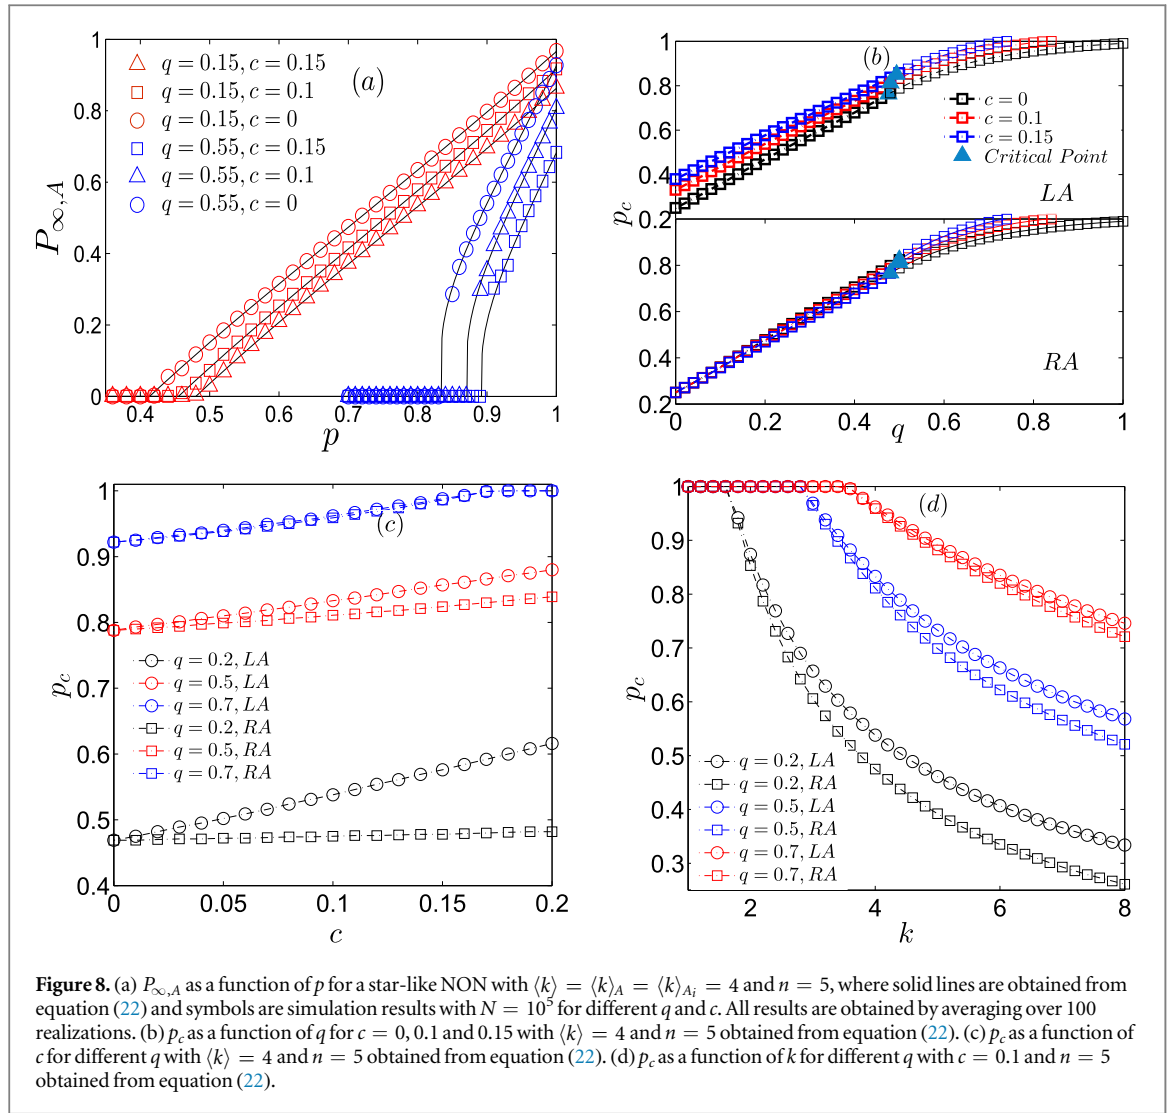 1
0.8
0.6
0.4
0.2
0
P∞,A
0.4 0.5 0.6 0.7 0.8 0.9 1
p
q = 0.15, c = 0.15
q = 0.15, c = 0.1
q = 0.15, c = 0
q = 0.55, c = 0.15
q = 0.55, c = 0.1
q = 0.55, c = 0
(a)
1
0.8
0.6
0.4
0.2
0.8
0.6
0.4
0.2
pc
0 0.2 0.4 0.6 0.8 1
q
(b)
c = 0
c = 0.1
c = 0.15
Critical Point
LA
RA
1
0.9
0.8
0.7
0.6
0.5
0.4
pc
0 0.05 0.1 0.15 0.2
c
(c)
q = 0.2, LA
q = 0.5, LA
q = 0.7, LA
q = 0.2, RA
q = 0.5, RA
q = 0.7, RA
1
0.9
0.8
0.7
0.6
0.5
0.4
0.3
pc
2 4 6 8
k
(d)
q = 0.2, LA
q = 0.2, RA
q = 0.5, LA
q = 0.5, RA
q = 0.7, LA
q = 0.7, RA
Figure 8. (a) P∞,A as a function of p for a star-like NON with ⟨k⟩ = ⟨k⟩A = ⟨k⟩Ai = 4 and n = 5, where solid lines are obtained from
equation (22) and symbols are simulation results with N = 10⁵ for different q and c. All results are obtained by averaging over 100
realizations. (b) pc as a function of q for c = 0, 0.1 and 0.15 with ⟨k⟩ = 4 and n = 5 obtained from equation (22). (c) pc as a function of
c for different q with ⟨k⟩ = 4 and n = 5 obtained from equation (22). (d) pc as a function of k for different q with c = 0.1 and n = 5
obtained from equation (22).